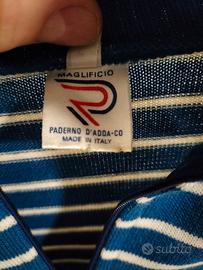 MAGLIFICIO
R
PADERNO D'ADDA-CO
MADE IN ITALY
subito